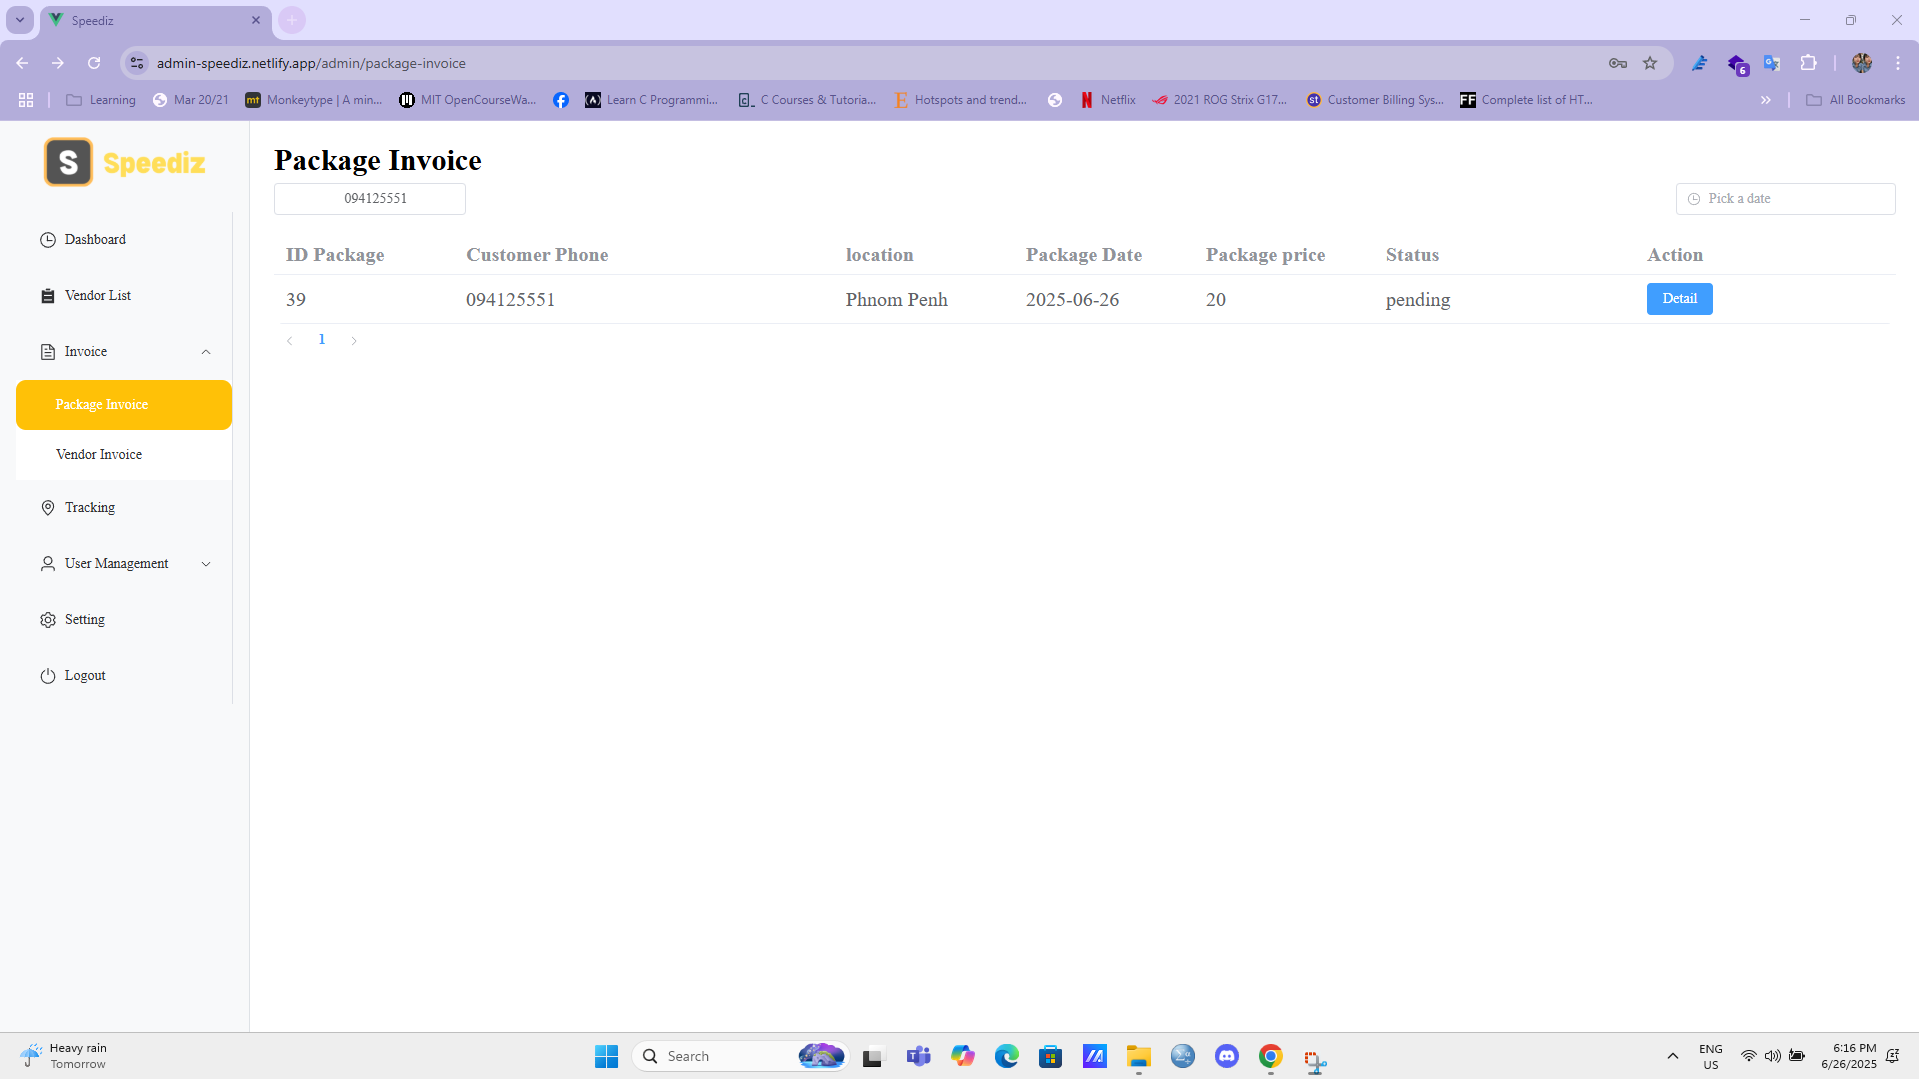 Speediz
admin-speediz.netlify.app/admin/package-invoice
6
Learning
Mar 20/21
mt
Monkeytype | A min...
MIT OpenCourseWa...
Learn C Programmi...
C Courses & Tutoria...
E
Hotspots and trend...
N
Netflix
2021 ROG Strix G17...
st
Customer Billing Sys...
FF
Complete list of HT...
All Bookmarks
S
Speediz
Dashboard
Vendor List
Invoice
Package Invoice
Vendor Invoice
Tracking
User Management
Setting
Logout
Package Invoice
094125551
Pick a date
ID Package Customer Phone location Package Date Package price Status Action
39 094125551 Phnom Penh 2025-06-26 20 pending Detail
1
Heavy rain
Tomorrow
Search
ENG
US
6:16 PM
6/26/2025